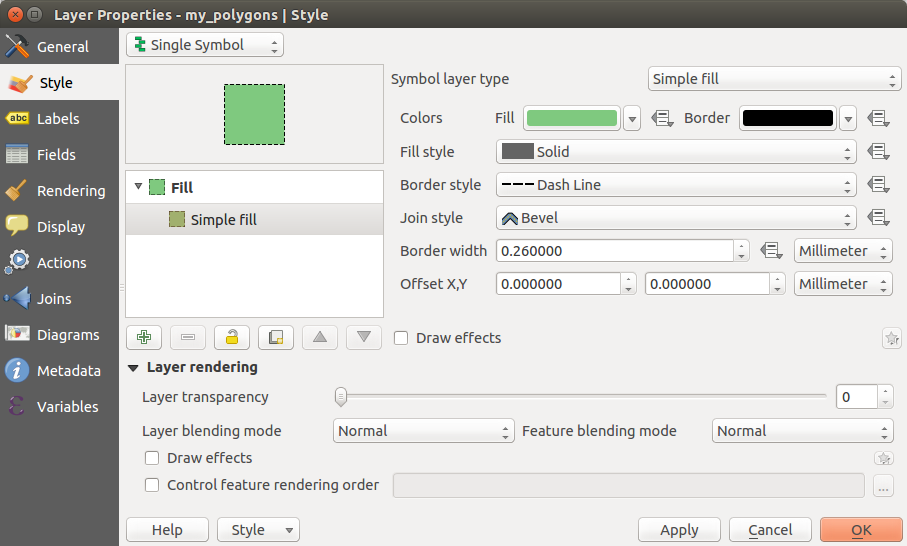 Layer Properties - my_polygons | Style
General
Style
abc Labels
Fields
Rendering
Display
Actions
Joins
Diagrams
i Metadata
ε Variables
Single Symbol
Fill
Simple fill
Symbol layer type Simple fill
Colors Fill Border
Fill style Solid
Border style Dash Line
Join style Bevel
Border width 0.260000 Millimeter
Offset X,Y 0.000000 0.000000 Millimeter
Draw effects
Layer rendering
Layer transparency 0
Layer blending mode Normal Feature blending mode Normal
Draw effects
Control feature rendering order ...
Help Style Apply Cancel OK